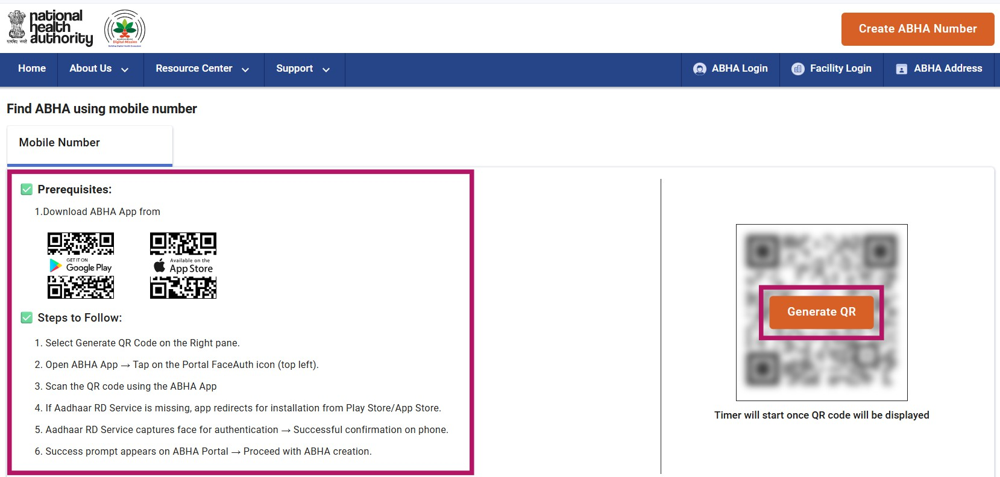 national
health
authority
सत्यमेव जयते
Digital Mission
Create ABHA Number
Home
About Us
Resource Center
Support
ABHA Login
Facility Login
ABHA Address
Find ABHA using mobile number
Mobile Number
Prerequisites:
1.Download ABHA App from
GET IT ON
Google Play
Available on the
App Store
Steps to Follow:
1. Select Generate QR Code on the Right pane.
2. Open ABHA App → Tap on the Portal FaceAuth icon (top left).
3. Scan the QR code using the ABHA App
4. If Aadhaar RD Service is missing, app redirects for installation from Play Store/App Store.
5. Aadhaar RD Service captures face for authentication → Successful confirmation on phone.
6. Success prompt appears on ABHA Portal → Proceed with ABHA creation.
Generate QR
Timer will start once QR code will be displayed